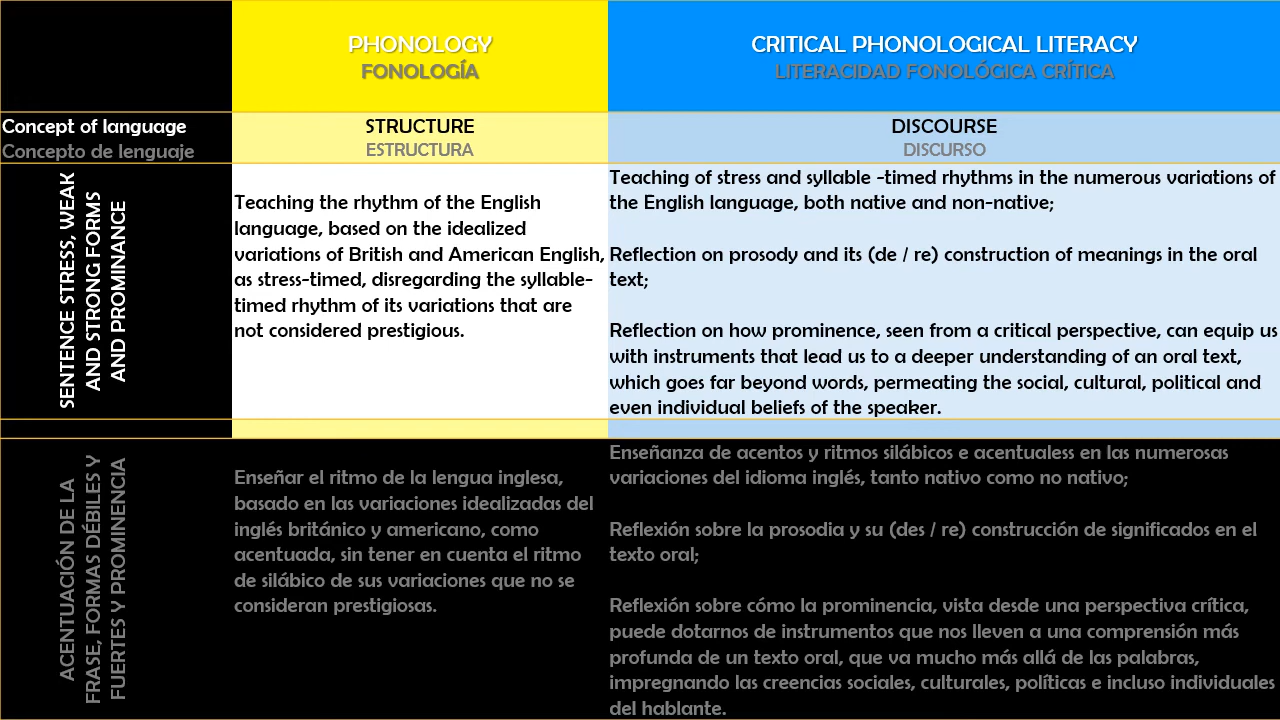 PHONOLOGY
FONOLOGÍA
CRITICAL PHONOLOGICAL LITERACY
LITERACIDAD FONOLÓGICA CRÍTICA
Concept of language
Concepto de lenguaje
STRUCTURE
ESTRUCTURA
DISCOURSE
DISCURSO
SENTENCE STRESS, WEAK
AND STRONG FORMS
AND PROMINANCE
Teaching the rhythm of the English
language, based on the idealized
variations of British and American English,
as stress-timed, disregarding the syllable-
timed rhythm of its variations that are
not considered prestigious.
Teaching of stress and syllable -timed rhythms in the numerous variations of
the English language, both native and non-native;
Reflection on prosody and its (de / re) construction of meanings in the oral
text;
Reflection on how prominence, seen from a critical perspective, can equip us
with instruments that lead us to a deeper understanding of an oral text,
which goes far beyond words, permeating the social, cultural, political and
even individual beliefs of the speaker.
ACENTUACIÓN DE LA
FRASE, FORMAS DÉBILES Y
FUERTES Y PROMINENCIA
Enseñar el ritmo de la lengua inglesa,
basado en las variaciones idealizadas del
inglés británico y americano, como
acentuada, sin tener en cuenta el ritmo
de silábico de sus variaciones que no se
consideran prestigiosas.
Enseñanza de acentos y ritmos silábicos e acentualess en las numerosas
variaciones del idioma inglés, tanto nativo como no nativo;
Reflexión sobre la prosodia y su (des / re) construcción de significados en el
texto oral;
Reflexión sobre cómo la prominencia, vista desde una perspectiva crítica,
puede dotarnos de instrumentos que nos lleven a una comprensión más
profunda de un texto oral, que va mucho más allá de las palabras,
impregnando las creencias sociales, culturales, políticas e incluso individuales
del hablante.